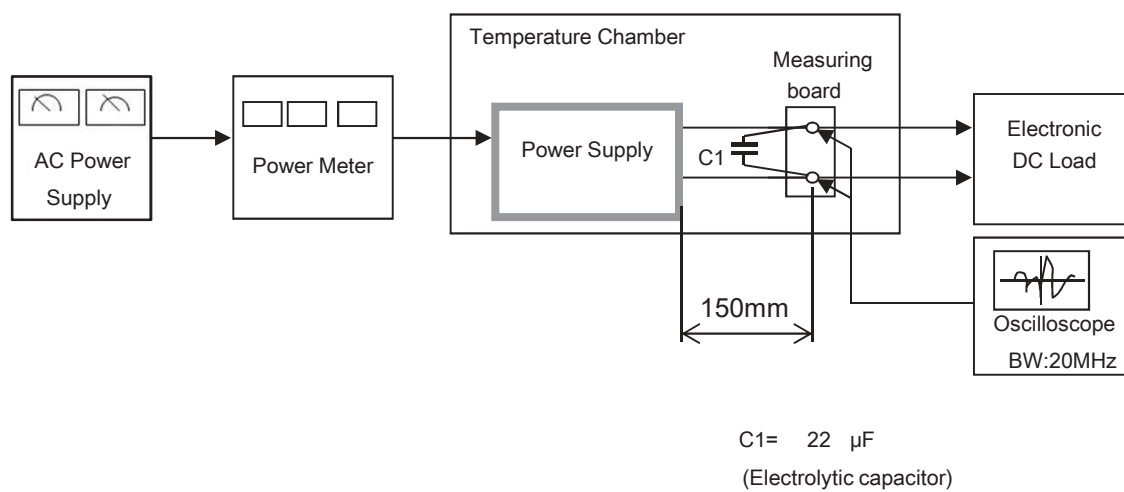 Temperature Chamber
Measuring
board
AC Power
Supply
Power Meter
Power Supply
C1
Electronic
DC Load
150mm
Oscilloscope
BW:20MHz
C1= 22 µF
(Electrolytic capacitor)